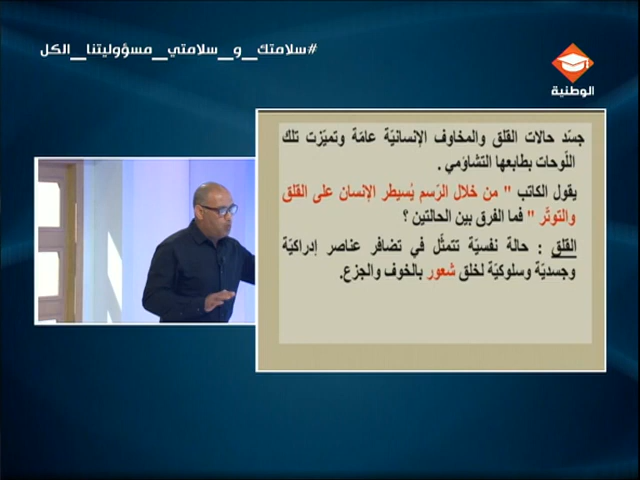 #سلامتك_و_سلامتي_مسؤوليتنا_الكل
الوطنية
جسّد حالات القلق والمخاوف الإنسانيّة عامّة وتميّزت تلك
اللّوحات بطابعها التشاؤمي .
يقول الكاتب " من خلال الرّسم يُسيطر الإنسان على القلق
والتوتّر " فما الفرق بين الحالتين ؟
القلق : حالة نفسيّة تتمثّل في تضافر عناصر إدراكيّة
وجسديّة وسلوكيّة لخلق شعور بالخوف والجزع.